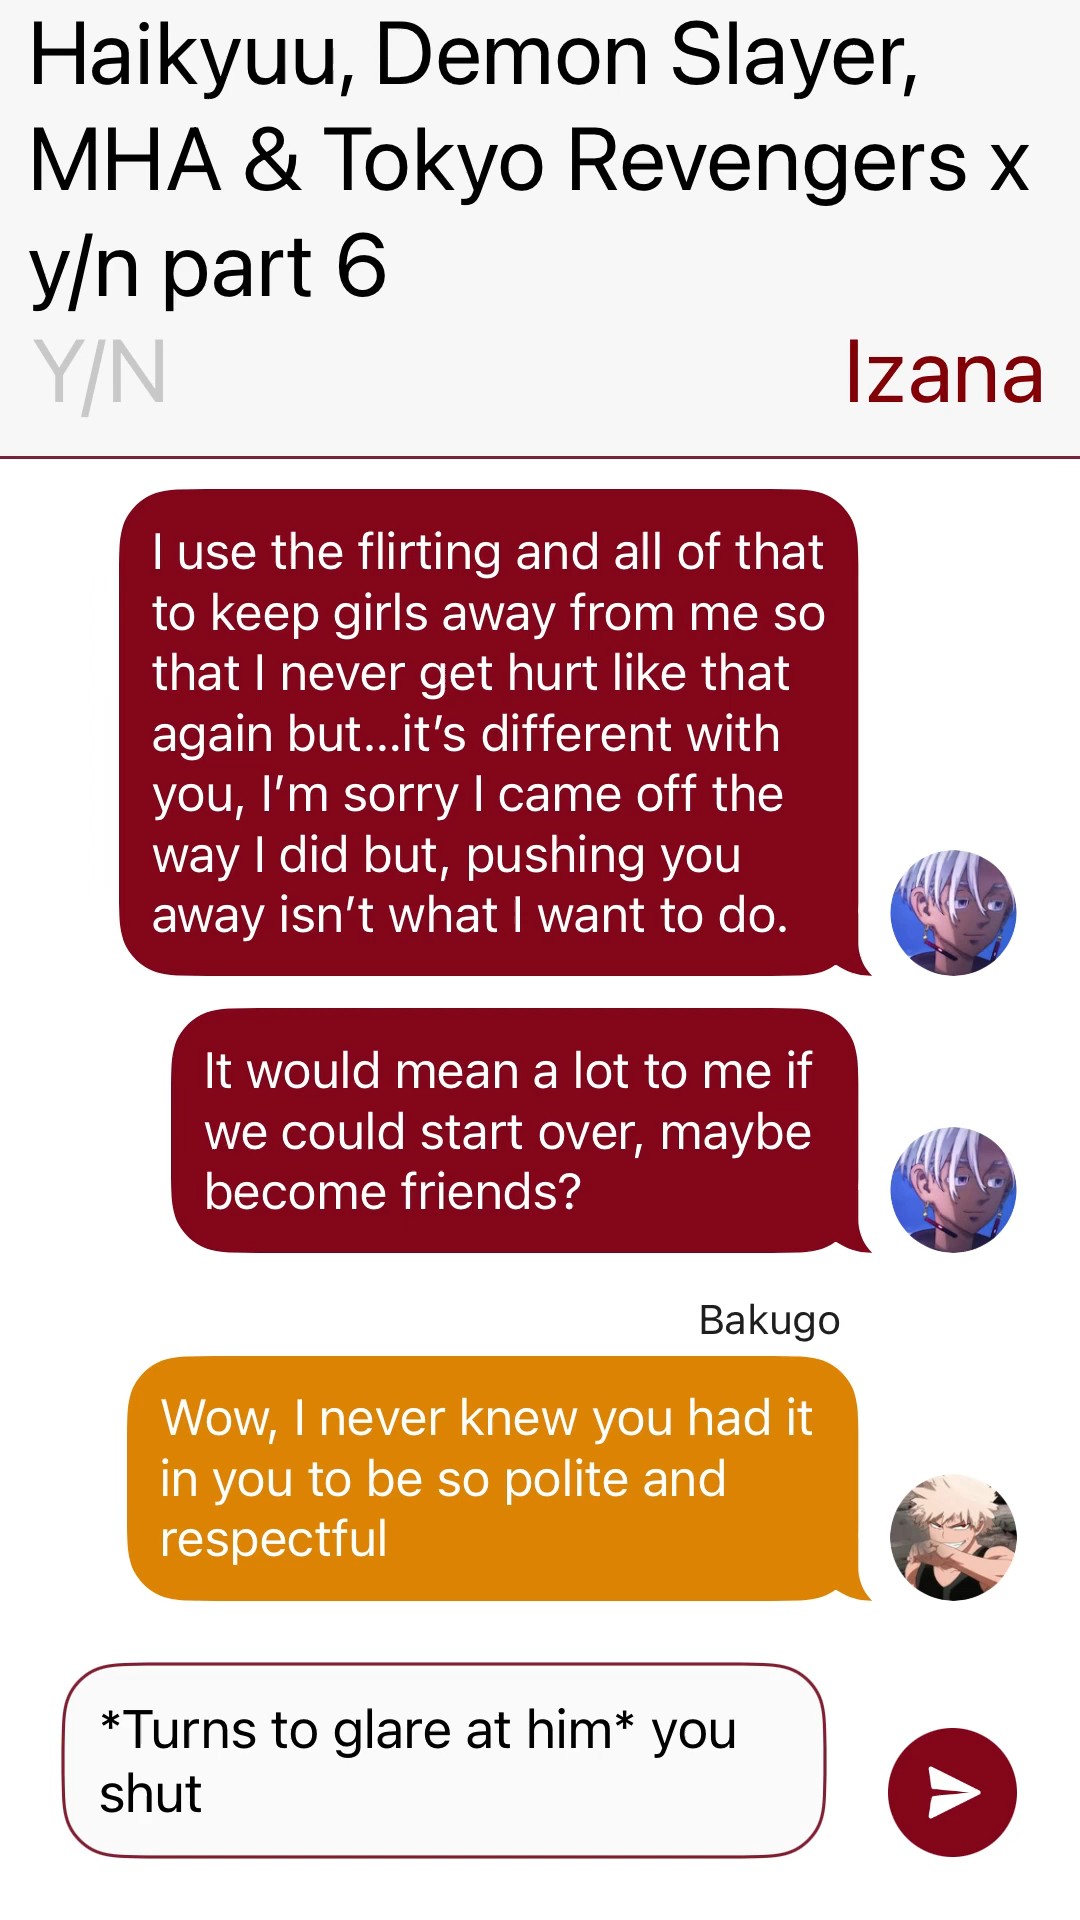 Haikyuu, Demon Slayer,
MHA & Tokyo Revengers x
y/n part 6
Y/N
Izana
I use the flirting and all of that
to keep girls away from me so
that I never get hurt like that
again but...it’s different with
you, I’m sorry I came off the
way I did but, pushing you
away isn’t what I want to do.
It would mean a lot to me if
we could start over, maybe
become friends?
Bakugo
Wow, I never knew you had it
in you to be so polite and
respectful
*Turns to glare at him* you
shut